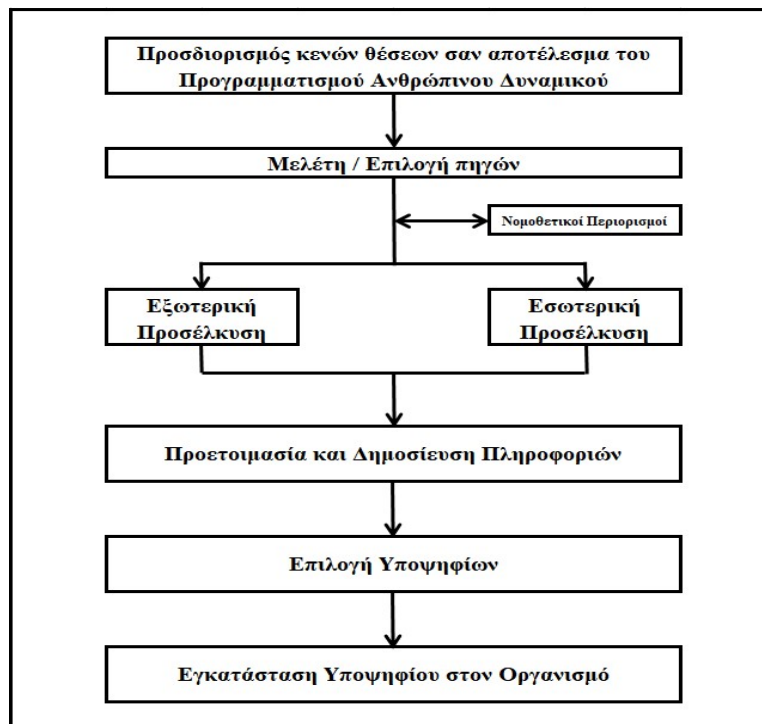 Προσδιορισμός κενών θέσεων σαν αποτέλεσμα του
Προγραμματισμού Ανθρώπινου Δυναμικού
Μελέτη / Επιλογή πηγών
Νομοθετικοί Περιορισμοί
Εξωτερική
Προσέλκυση
Εσωτερική
Προσέλκυση
Προετοιμασία και Δημοσίευση Πληροφοριών
Επιλογή Υποψηφίων
Εγκατάσταση Υποψηφίου στον Οργανισμό